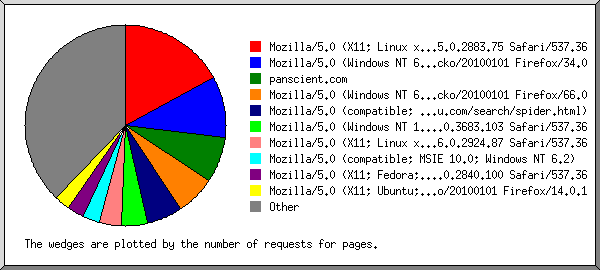 Mozilla/5.0 (X11; Linux x...5.0.2883.75 Safari/537.36
Mozilla/5.0 (Windows NT 6...cko/20100101 Firefox/34.0
panscient.com
Mozilla/5.0 (Windows NT 6...cko/20100101 Firefox/66.0
Mozilla/5.0 (compatible; ...u.com/search/spider.html)
Mozilla/5.0 (Windows NT 1....0.3683.103 Safari/537.36
Mozilla/5.0 (X11; Linux x...6.0.2924.87 Safari/537.36
Mozilla/5.0 (compatible; MSIE 10.0; Windows NT 6.2)
Mozilla/5.0 (X11; Fedora;....0.2840.100 Safari/537.36
Mozilla/5.0 (X11; Ubuntu;...o/20100101 Firefox/14.0.1
Other
The wedges are plotted by the number of requests for pages.